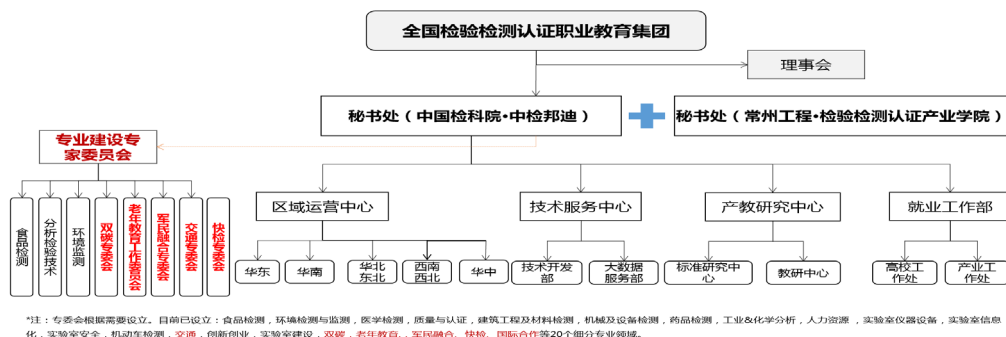 全国检验检测认证职业教育集团
理事会
秘书处（中国检科院·中检邦迪）
秘书处（常州工程·检验检测认证产业学院）
专业建设专
家委员会
食品检测
分析检验技术
环境监测
双碳专委会
老年教育工作委员会
军民融合专委会
交通专委会
快检专委会
区域运营中心
技术服务中心
产教研究中心
就业工作部
华东
华南
华北
东北
西南
西北
华中
技术开发
部
大数据
服务部
标准研究中
心
教研中心
高校工
作处
产业工
作处
*注：专委会根据需要设立。目前已设立：食品检测，环境检测与监测，医学检测，质量与认证，建筑工程及材料检测，机械及设备检测，药品检测，工业&化学分析，人力资源，实验室仪器设备，实验室信息
化，实验室安全，机动车检测，交通，创新创业，实验室建设，双碳、老年教育、、军民融合、快检、国际合作等20个细分专业领域。